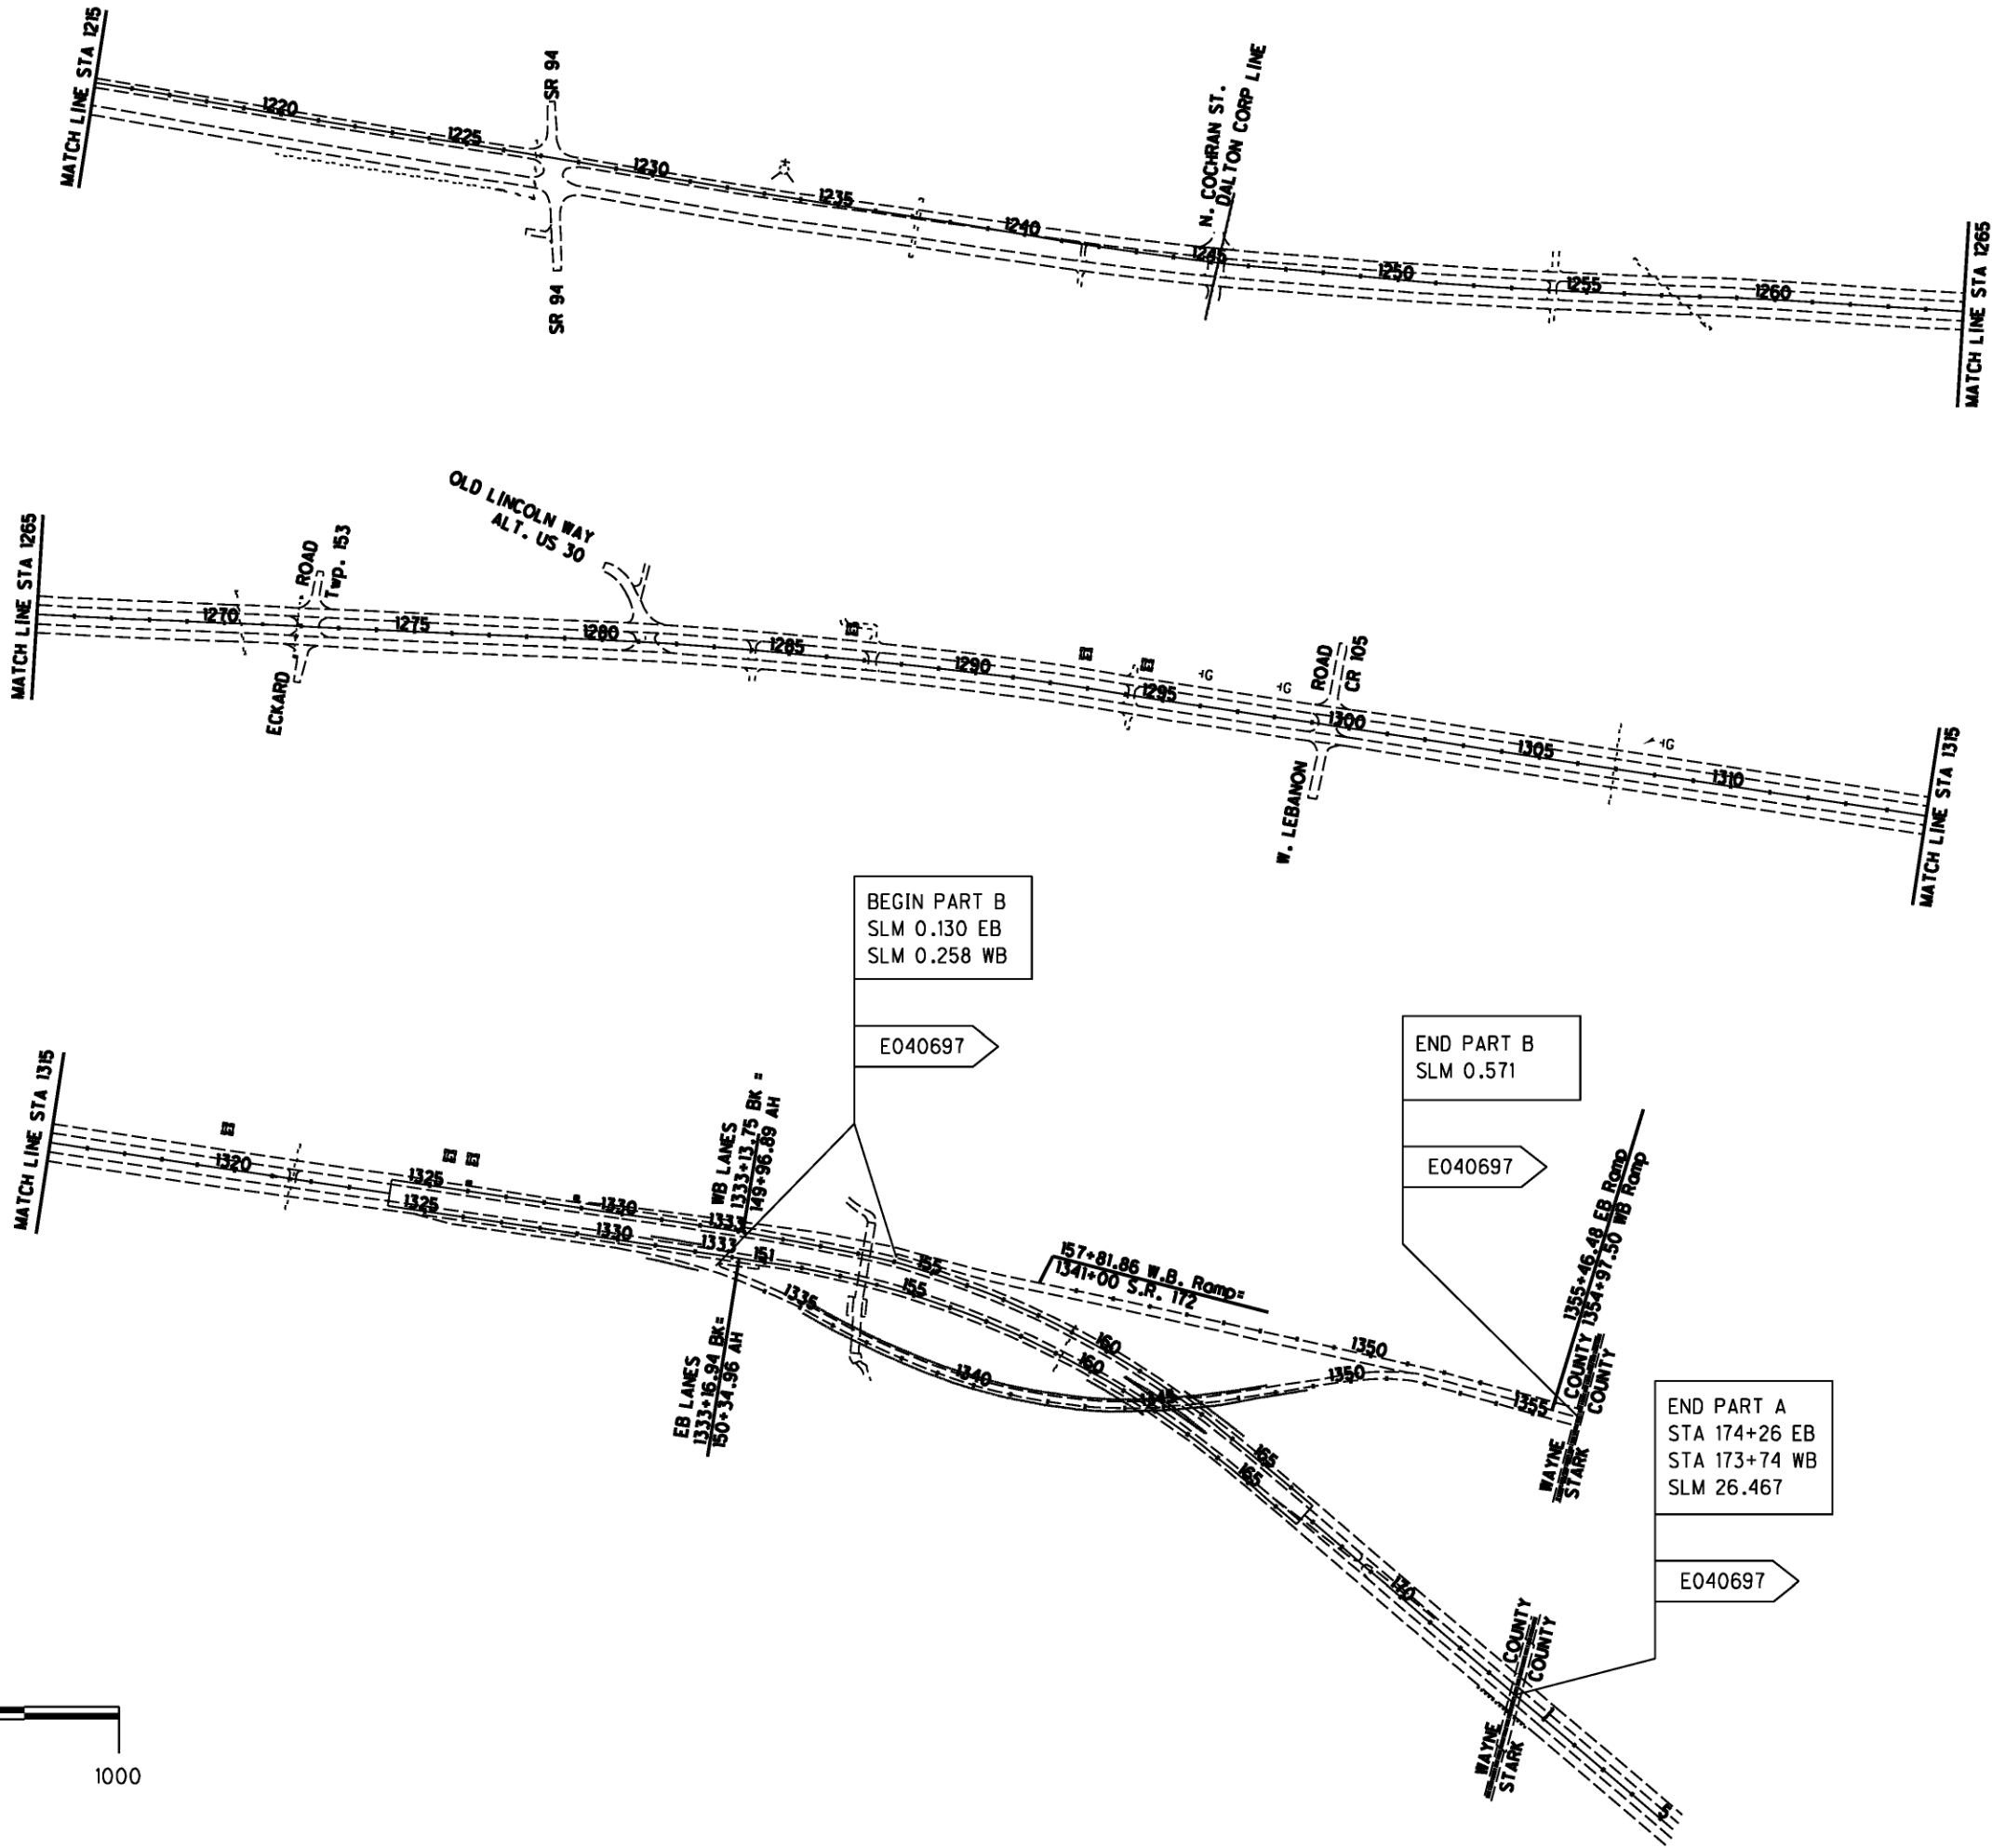 MATCH LINE STA 1215
1220
1225
SR 94
SR 94
1230
1235
1240
N. COCHRAN ST.
DALTON CORP LINE
1245
1250
1255
1260
MATCH LINE STA 1265
MATCH LINE STA 1265
1270
ECKARD ROAD
Twp. 153
1275
OLD LINCOLN WAY
ALT. US 30
1280
1285
1290
1295
W. LEBANON ROAD
CR 105
1300
1305
1310
MATCH LINE STA 1315
BEGIN PART B
SLM 0.130 EB
SLM 0.258 WB
E040697
END PART B
SLM 0.571
E040697
MATCH LINE STA 1315
1320
1325
1325
1330
1330
WB LANES
1333+13.75 BK =
149+96.89 AH
1333
1333
151
EB LANES
1333+16.94 BK=
150+34.96 AH
155
155
157+81.86 W.B. Ramp=
1341+00 S.R. 172
1335
1340
1345
160
160
1350
1350
1355
1355+46.48 EB Ramp
1354+97.50 WB Ramp
WAYNE COUNTY
STARK COUNTY
165
165
170
END PART A
STA 174+26 EB
STA 173+74 WB
SLM 26.467
E040697
WAYNE COUNTY
STARK COUNTY
5
1000